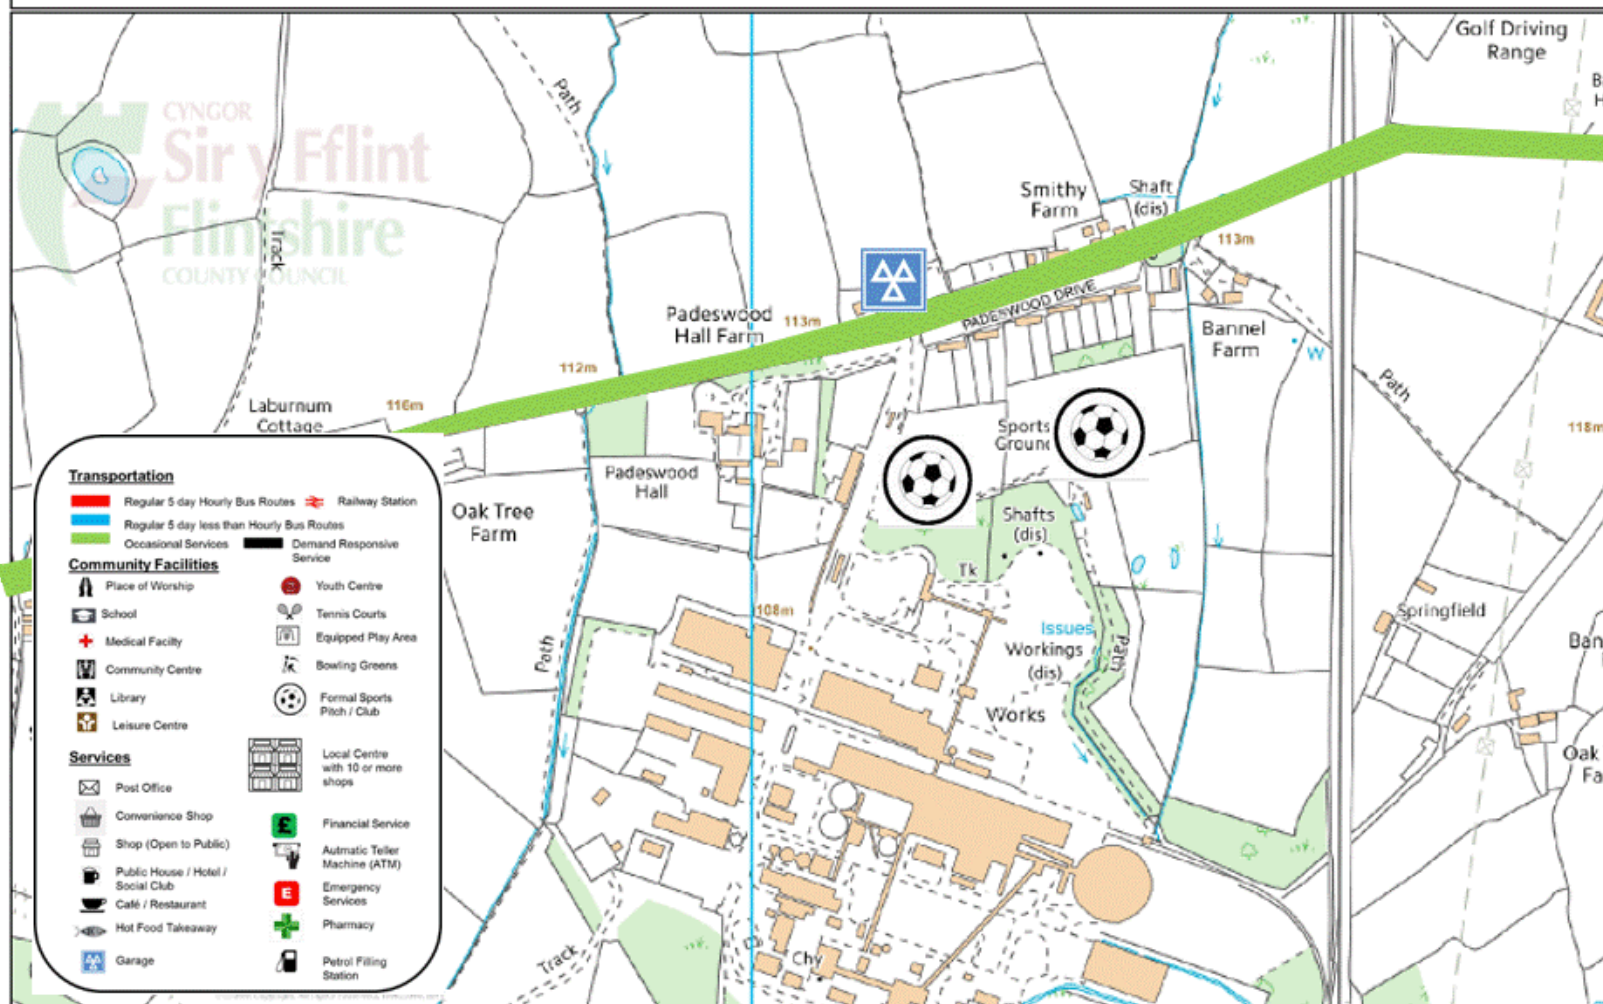 Golf Driving
Range
B
H
Path
CYNGOR
Sir y Fflint
Flintshire
COUNTY COUNCIL
Track
Smithy
Farm
Shaft
(dis)
113m
Padeswood
Hall Farm
113m
PADESWOOD DRIVE
Bannel
Farm
W
112m
116m
Laburnum
Cottage
Path
118m
Sports
Ground
Padeswood
Hall
Oak Tree
Farm
Shafts
(dis)
Tk
108m
Springfield
Issues
Workings
(dis)
Path
Path
Ban
Works
Oak
Fa
Track
Chy
Transportation
Regular 5 day Hourly Bus Routes
Railway Station
Regular 5 day less than Hourly Bus Routes
Occasional Services
Demand Responsive
Service
Community Facilities
Place of Worship
Youth Centre
School
Tennis Courts
Medical Facilty
Equipped Play Area
Community Centre
Bowling Greens
Library
Formal Sports
Pitch / Club
Leisure Centre
Services
Local Centre
with 10 or more
shops
Post Office
Convenience Shop
Financial Service
Shop (Open to Public)
Autmatic Teller
Machine (ATM)
Public House / Hotel /
Social Club
E
Emergency
Services
Café / Restaurant
Hot Food Takeaway
Pharmacy
Garage
Petrol Filling
Station